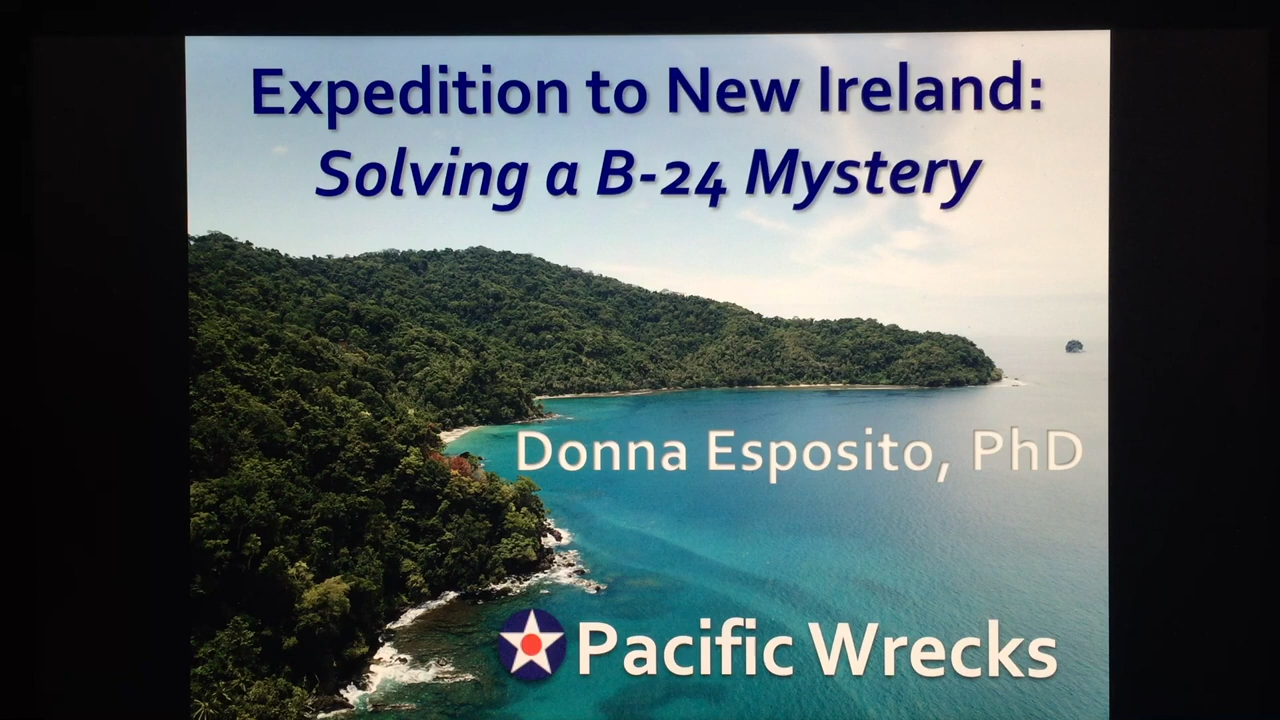 Expedition to New Ireland:
Solving a B-24 Mystery
Donna Esposito, PhD
Pacific Wrecks